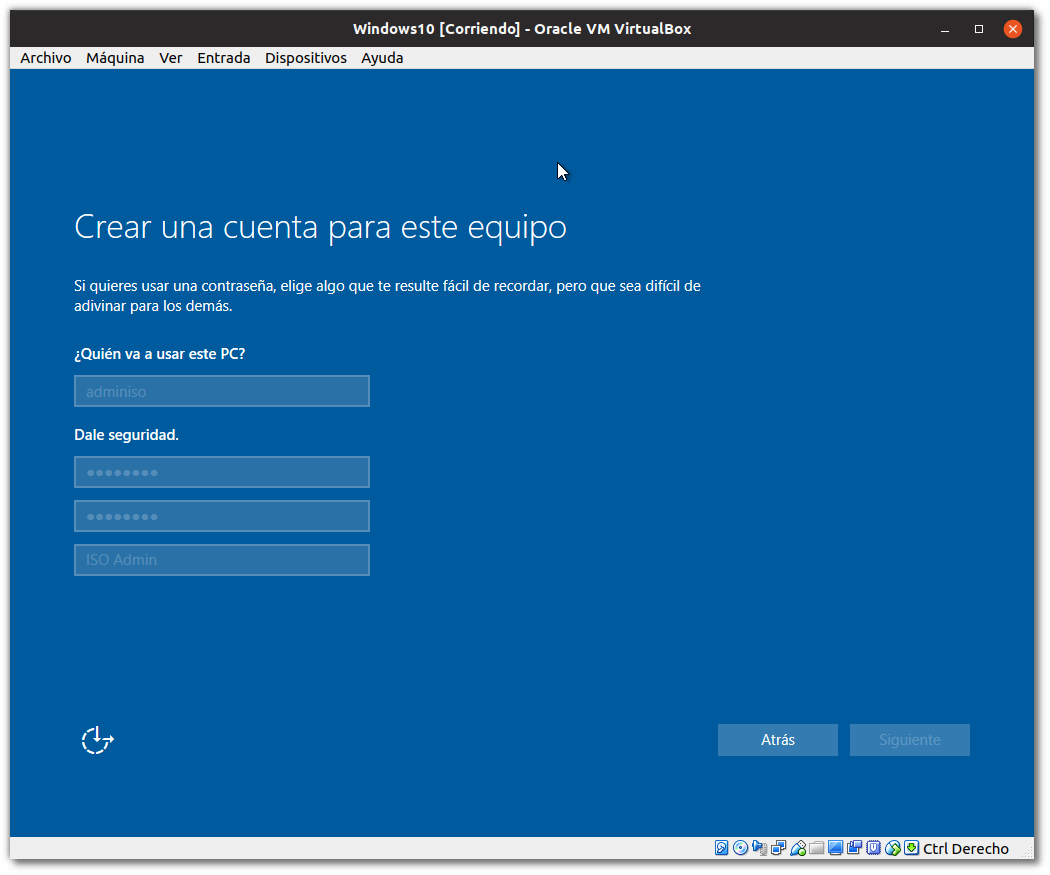 Windows10 [Corriendo] - Oracle VM VirtualBox
Archivo Máquina Ver Entrada Dispositivos Ayuda
Crear una cuenta para este equipo
Si quieres usar una contraseña, elige algo que te resulte fácil de recordar, pero que sea difícil de
adivinar para los demás.
¿Quién va a usar este PC?
adminiso
Dale seguridad.
●●●●●●●●
●●●●●●●●
ISO Admin
Atrás Siguiente
Ctrl Derecho